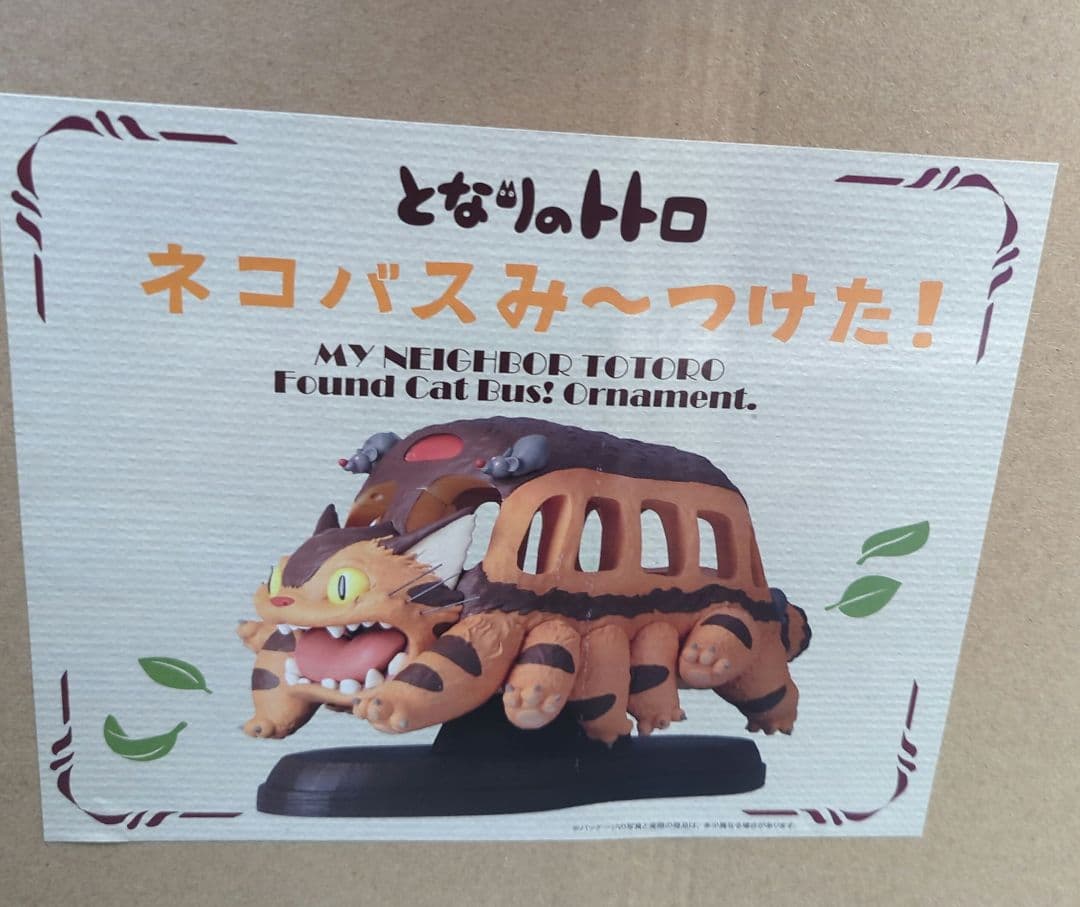 となりのトトロ
ネコバスみ〜つけた!
MY NEIGHBOR TOTORO
Found Cat Bus! Ornament.